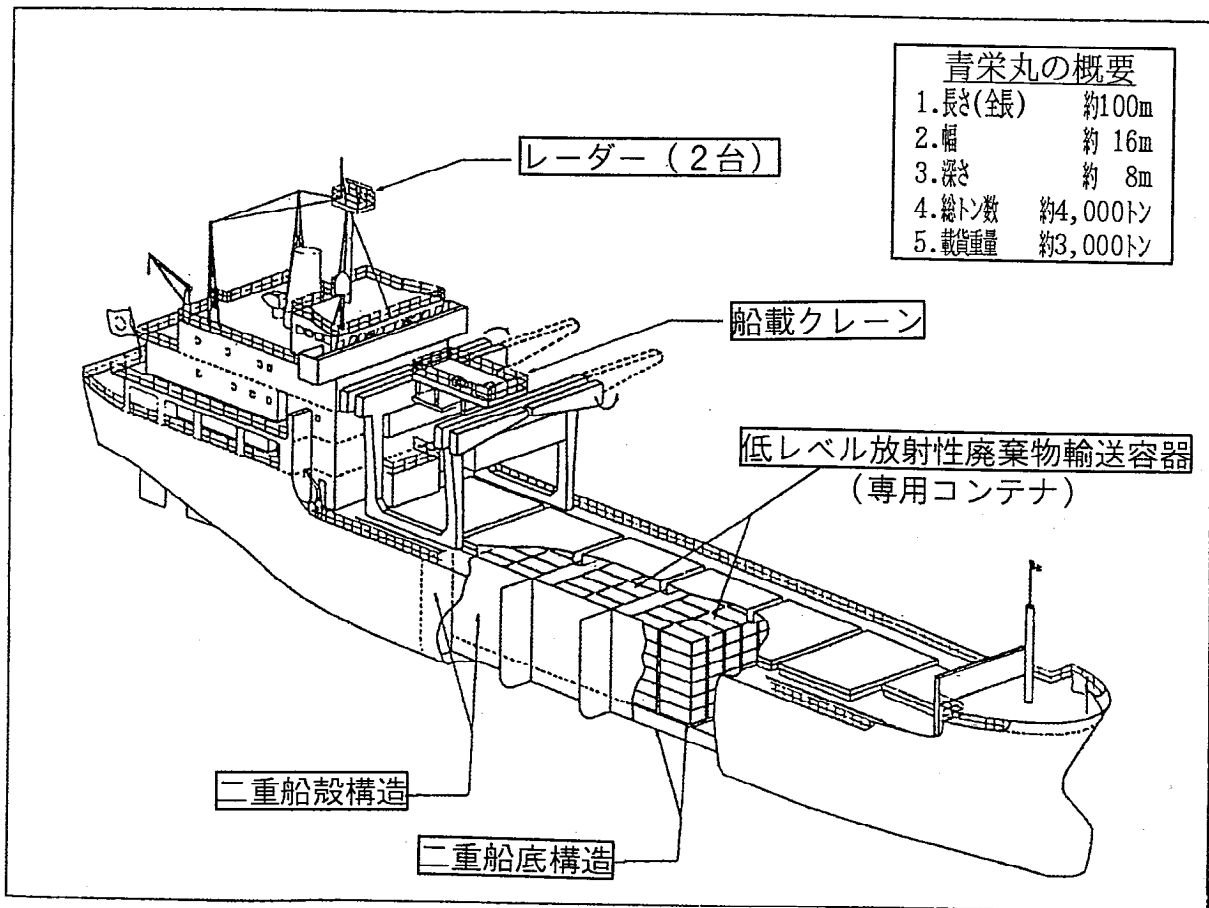 青栄丸の概要
1.長さ(全長) 約100m
2.幅 約 16m
3.深さ 約 8m
4.総トン数 約4,000トン
5.載貨重量 約3,000トン
レーダー(2台)
船載クレーン
低レベル放射性廃棄物輸送容器
(専用コンテナ)
二重船殻構造
二重船底構造